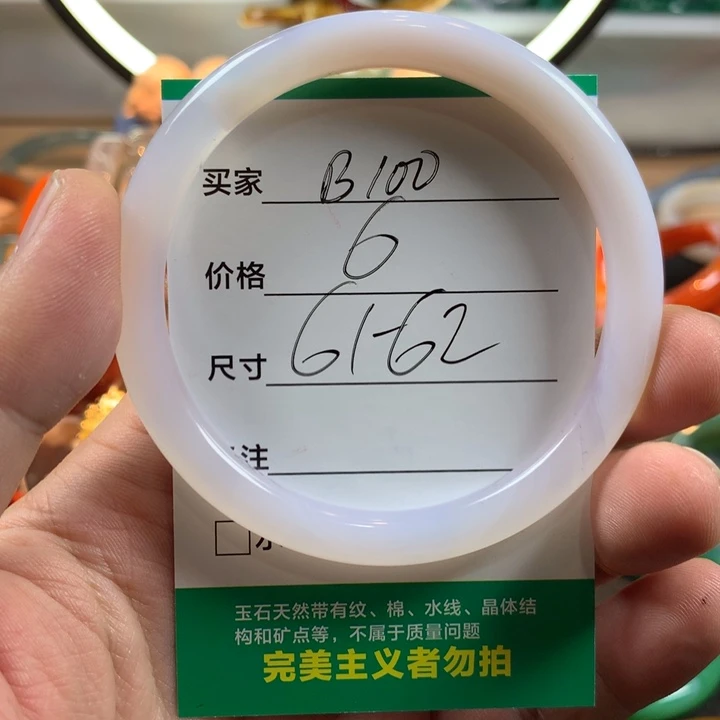 买家 B100
价格 6
尺寸 61-62
注
玉石天然带有纹、棉、水线、晶体结
构和矿点等，不属于质量问题
完美主义者勿拍